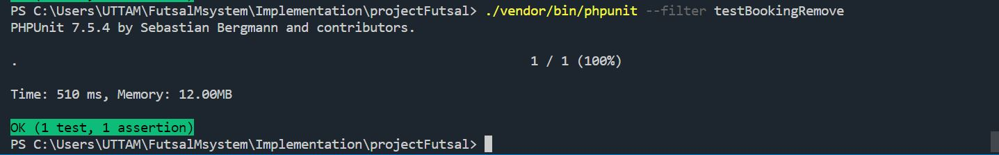 PS C:\Users\UTTAM\FutsalMsystem\Implementation\projectFutsal> ./vendor/bin/phpunit --filter testBookingRemove
PHPUnit 7.5.4 by Sebastian Bergmann and contributors.
. 1 / 1 (100%)
Time: 510 ms, Memory: 12.00MB
OK (1 test, 1 assertion)
PS C:\Users\UTTAM\FutsalMsystem\Implementation\projectFutsal>